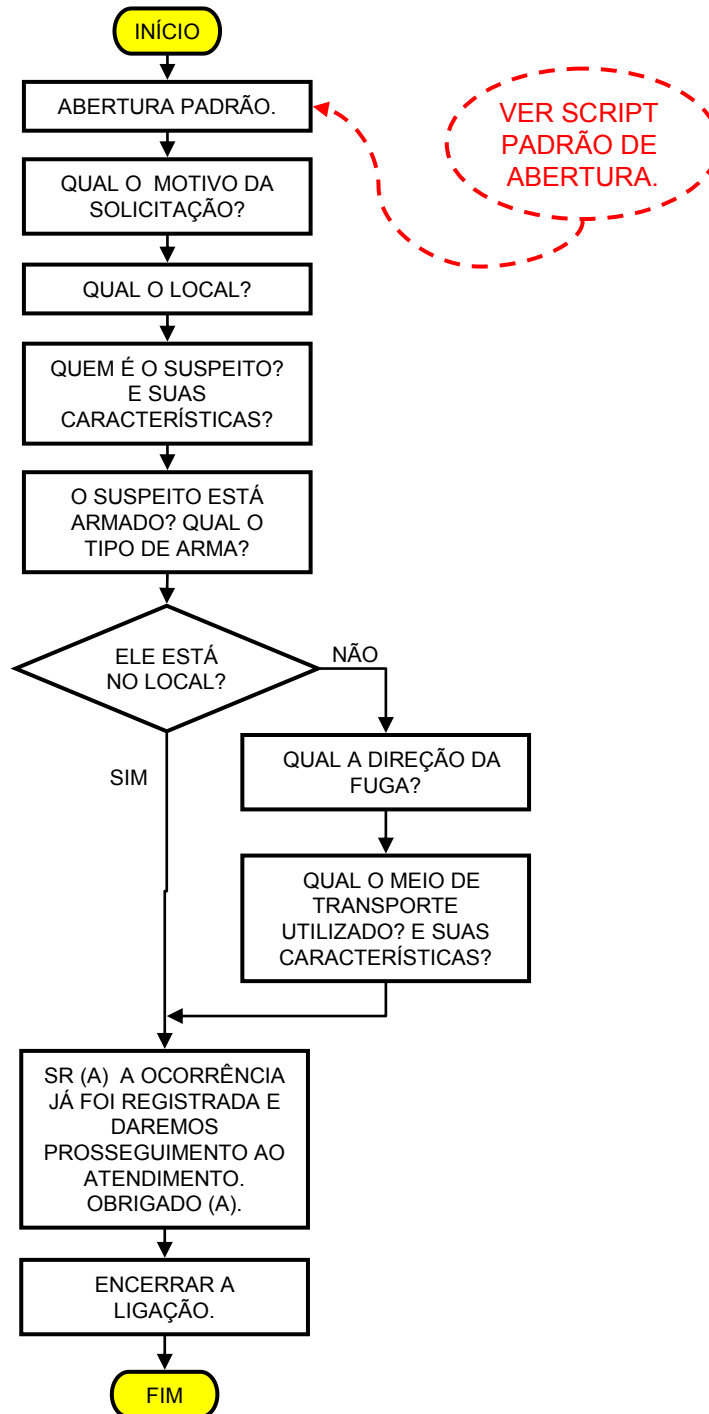 INÍCIO
ABERTURA PADRÃO.
VER SCRIPT
PADRÃO DE
ABERTURA.
QUAL O MOTIVO DA
SOLICITAÇÃO?
QUAL O LOCAL?
QUEM É O SUSPEITO?
E SUAS
CARACTERÍSTICAS?
O SUSPEITO ESTÁ
ARMADO? QUAL O
TIPO DE ARMA?
ELE ESTÁ
NO LOCAL?
NÃO
SIM
QUAL A DIREÇÃO DA
FUGA?
QUAL O MEIO DE
TRANSPORTE
UTILIZADO? E SUAS
CARACTERÍSTICAS?
SR (A) A OCORRÊNCIA
JÁ FOI REGISTRADA E
DAREMOS
PROSSEGUIMENTO AO
ATENDIMENTO.
OBRIGADO (A).
ENCERRAR A
LIGAÇÃO.
FIM